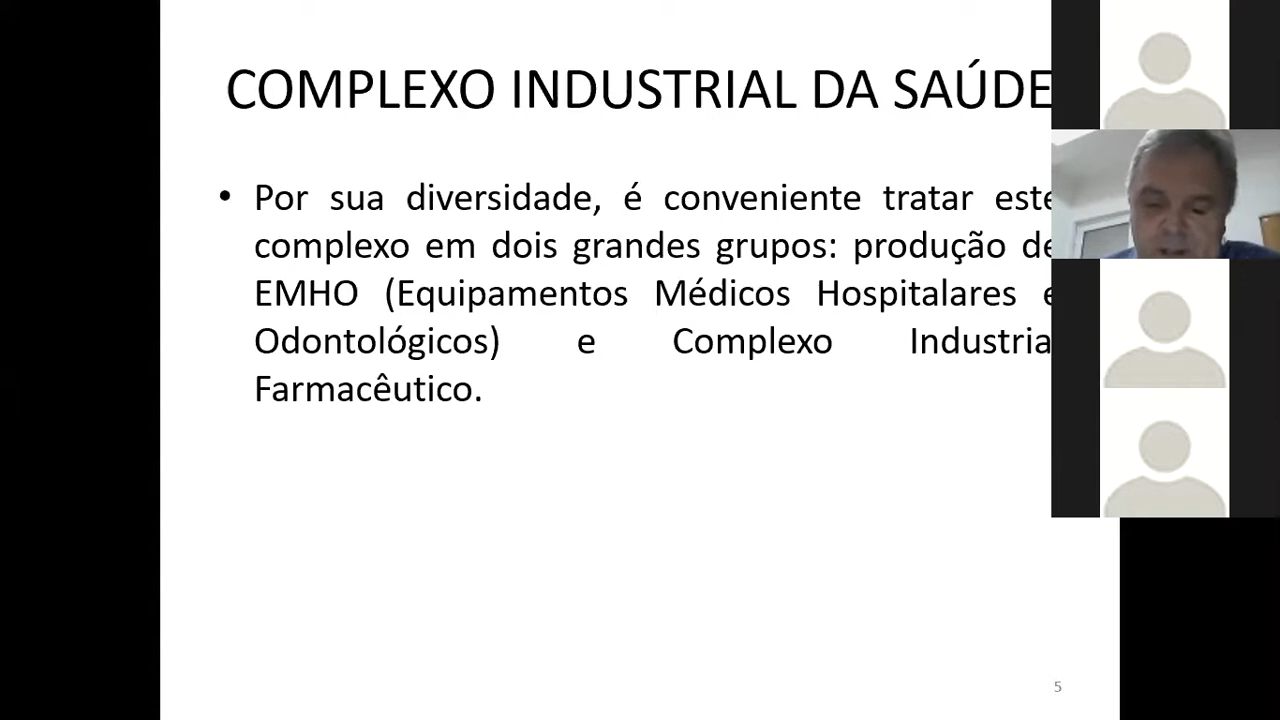 COMPLEXO INDUSTRIAL DA SAÚDE
• Por sua diversidade, é conveniente tratar este
complexo em dois grandes grupos: produção de
EMHO (Equipamentos Médicos Hospitalares e
Odontológicos) e Complexo Industrial
Farmacêutico.
5